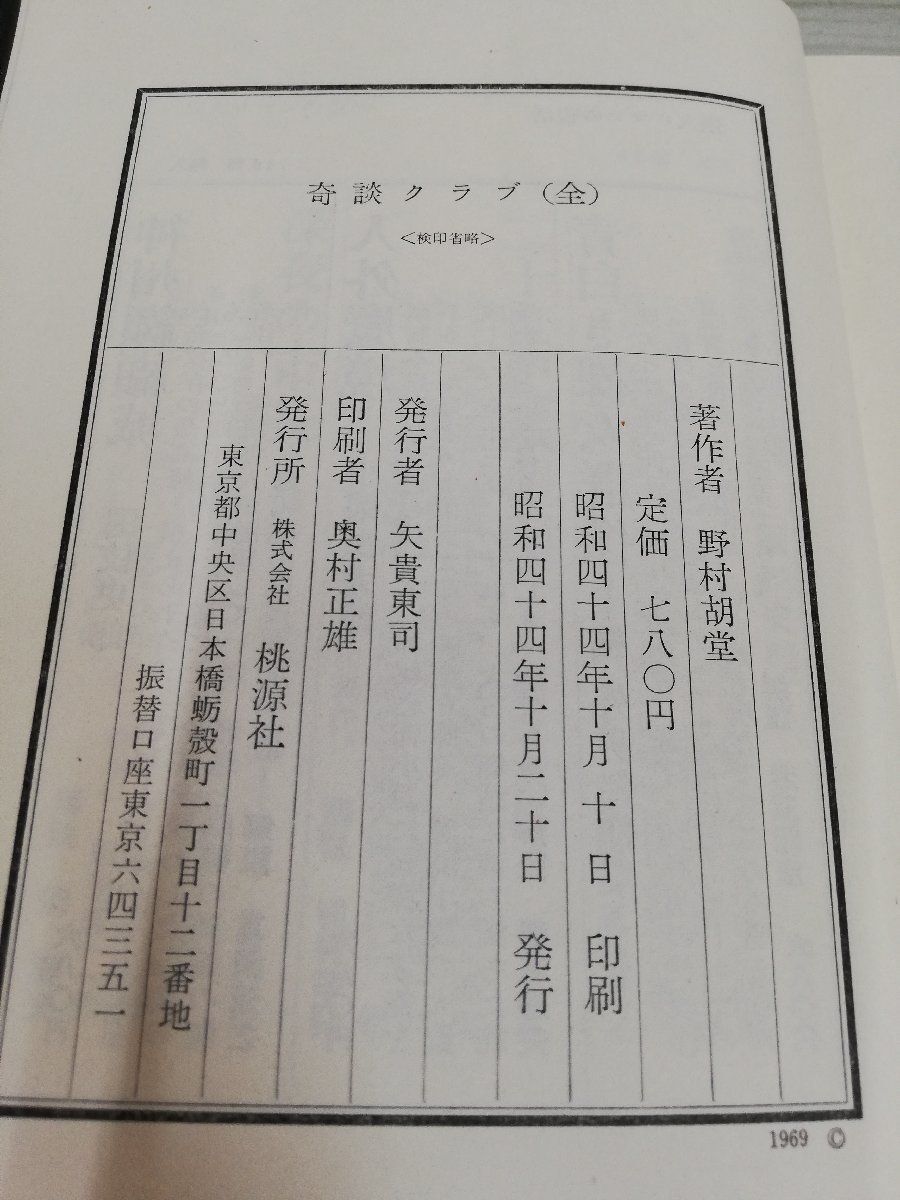 奇談クラブ(全)
<検印省略>
著作者 野村胡堂
定価 七八〇円
昭和四十四年十月 十 日 印刷
昭和四十四年十月二十日 発行
発行者 矢貴東司
印刷者 奥村正雄
発行所 株式会社 桃源社
東京都中央区日本橋蛎殻町一丁目十二番地
振替口座東京六四三五一
1969 ©